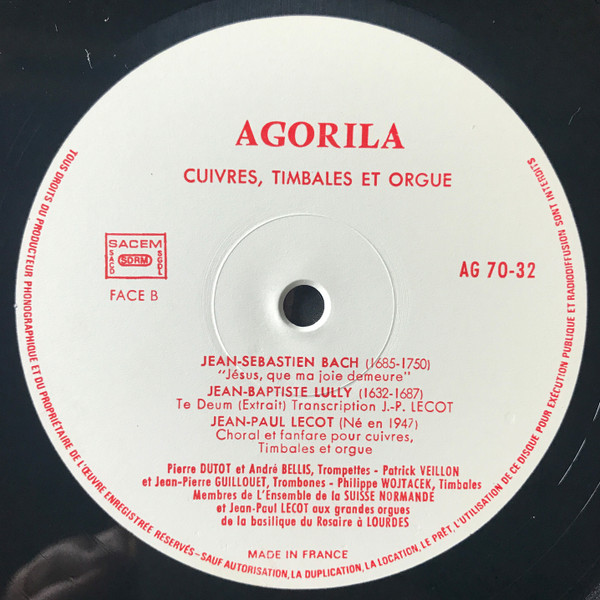 AGORILA
CUIVRES, TIMBALES ET ORGUE
SACEM
SACD
SDRM
SGDL
FACE B
AG 70-32
JEAN-SEBASTIEN BACH (1685-1750)
"Jésus, que ma joie demeure"
JEAN-BAPTISTE LULLY (1632-1687)
Te Deum (Extrait) Transcription J.-P. LECOT
JEAN-PAUL LECOT (Né en 1947)
Choral et fanfare pour cuivres,
Timbales et orgue
Pierre DUTOT et André BELLIS, Trompettes - Patrick VEILLON
et Jean-Pierre GUILLOUET, Trombones - Philippe WOJTACEK, Timbales
Membres de L'Ensemble de la SUISSE NORMANDE
et Jean-Paul LECOT aux grandes orgues
de la basilique du Rosaire à LOURDES
MADE IN FRANCE
TOUS DROITS DU PRODUCTEUR PHONOGRAPHIQUE ET DU PROPRIÉTAIRE DE L'ŒUVRE ENREGISTRÉE RÉSERVÉS - SAUF AUTORISATION, LA DUPLICATION, LA LOCATION, LE PRÊT, L'UTILISATION DE CE DISQUE POUR EXÉCUTION PUBLIQUE ET RADIODIFFUSION SONT INTERDITS